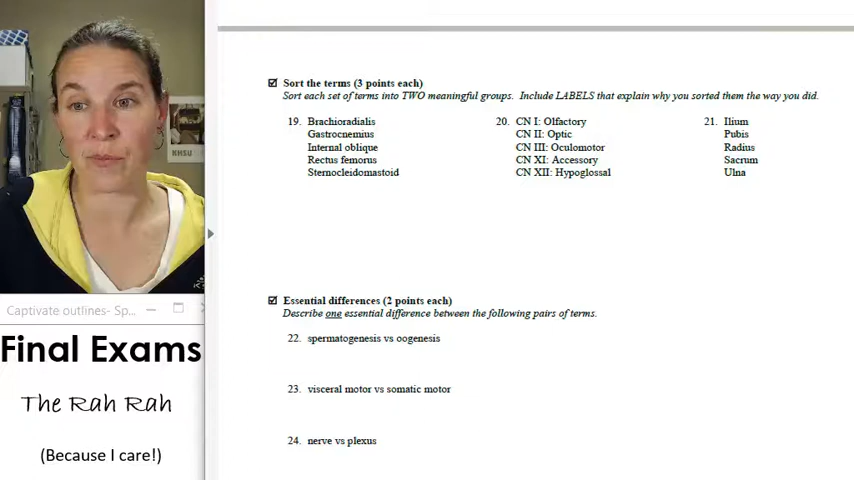 KHSU
Captivate outlines- Sp...
Final Exams
The Rah Rah
(Because I care!)
Sort the terms (3 points each)
Sort each set of terms into TWO meaningful groups. Include LABELS that explain why you sorted them the way you did.
19. Brachioradialis
Gastrocnemius
Internal oblique
Rectus femorus
Sternocleidomastoid
20. CN I: Olfactory
CN II: Optic
CN III: Oculomotor
CN XI: Accessory
CN XII: Hypoglossal
21. Ilium
Pubis
Radius
Sacrum
Ulna
Essential differences (2 points each)
Describe one essential difference between the following pairs of terms.
22. spermatogenesis vs oogenesis
23. visceral motor vs somatic motor
24. nerve vs plexus